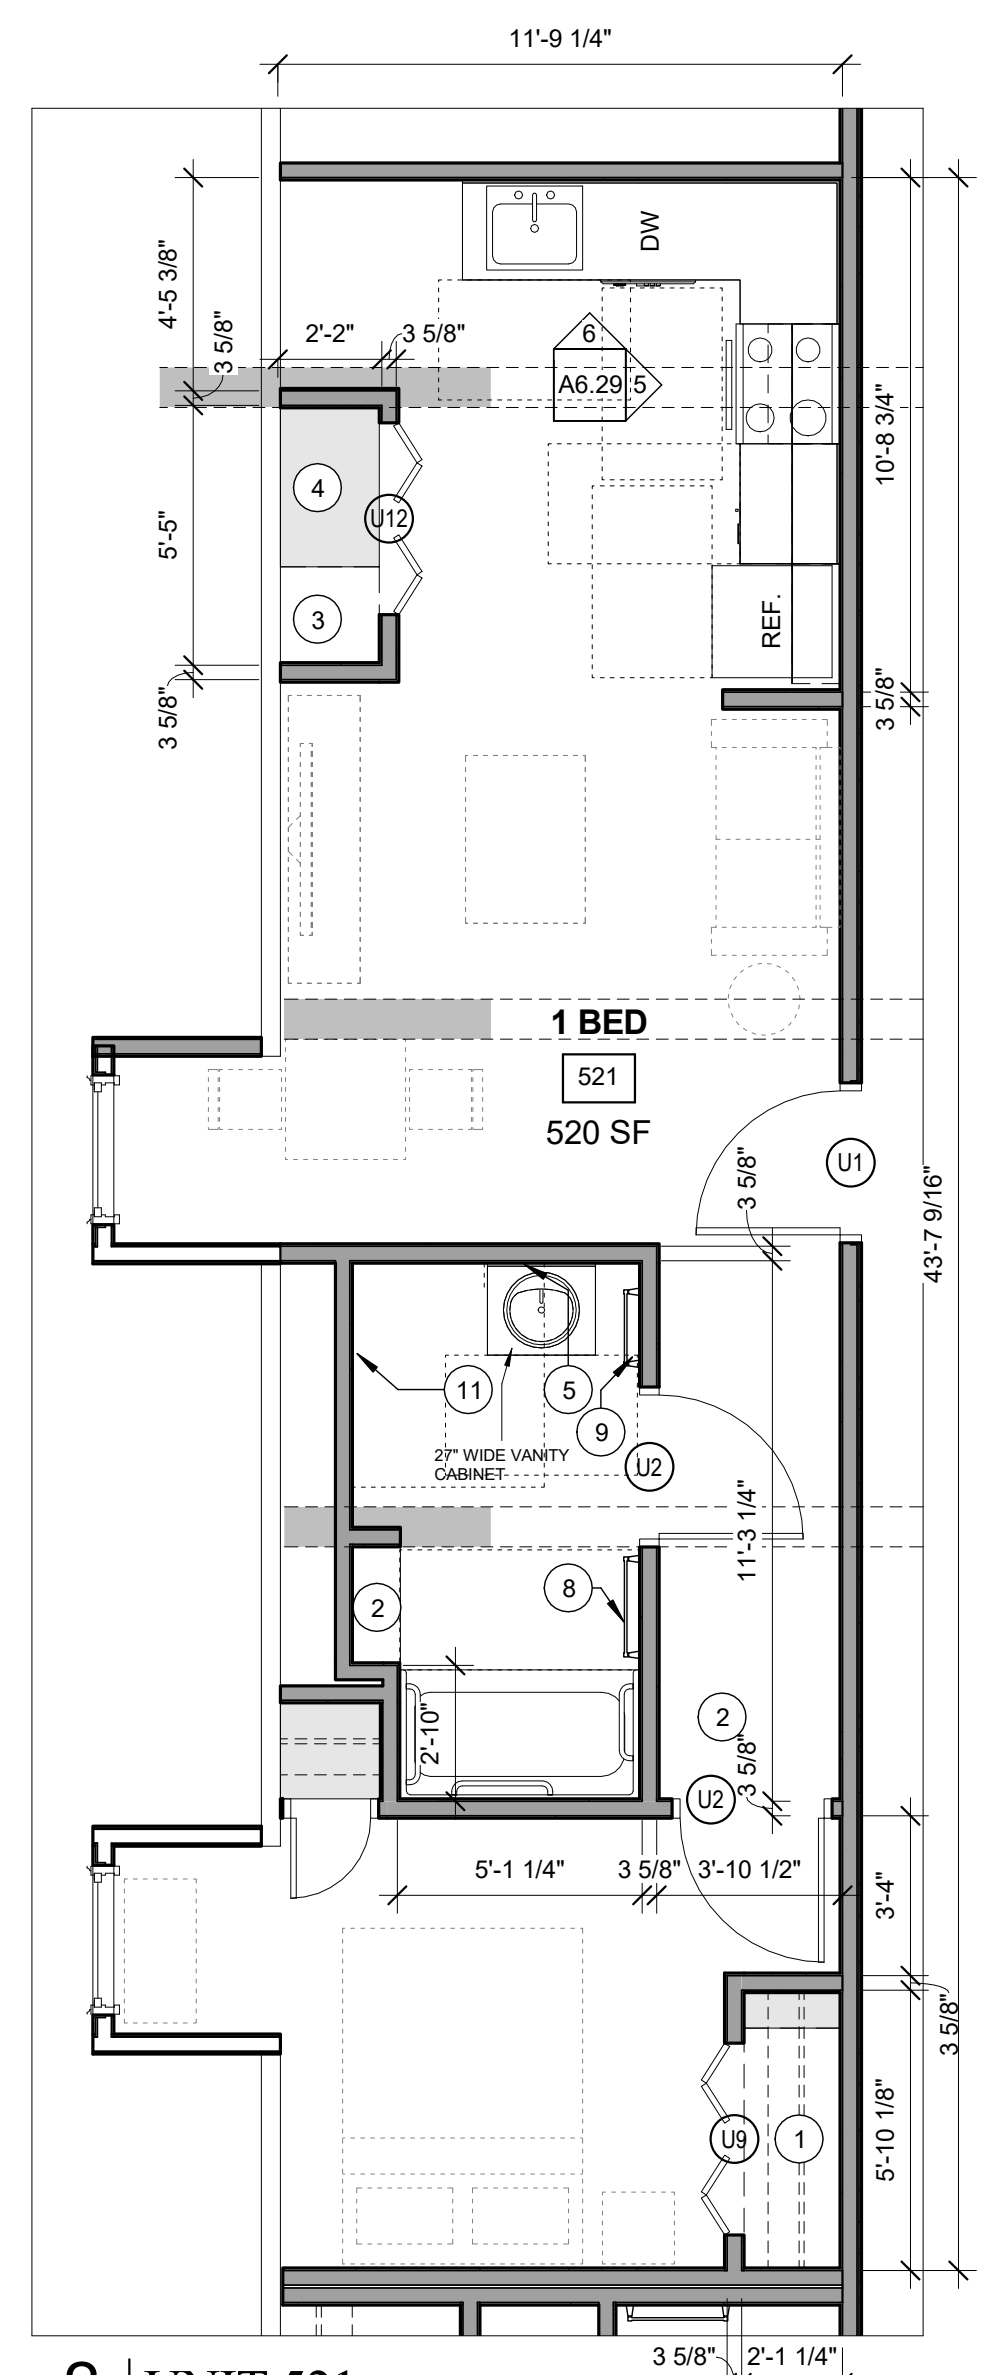 11'-9 1/4"
DW
4'-5 3/8"
3 5/8"
2'-2"
3 5/8"
6
A6.29
5
10'-8 3/4"
4
U12
5'-5"
3
REF.
3 5/8"
3 5/8"
1 BED
521
520 SF
U1
3 5/8"
43'-7 9/16"
11
5
9
27" WIDE VANITY
CABINET
U2
11'-3 1/4"
2
8
2
2'-10"
3 5/8"
U2
5'-1 1/4"
3 5/8"
3'-10 1/2"
3'-4"
3 5/8"
U9
1
5'-10 1/8"
3 5/8"
2'-1 1/4"
UNIT 521